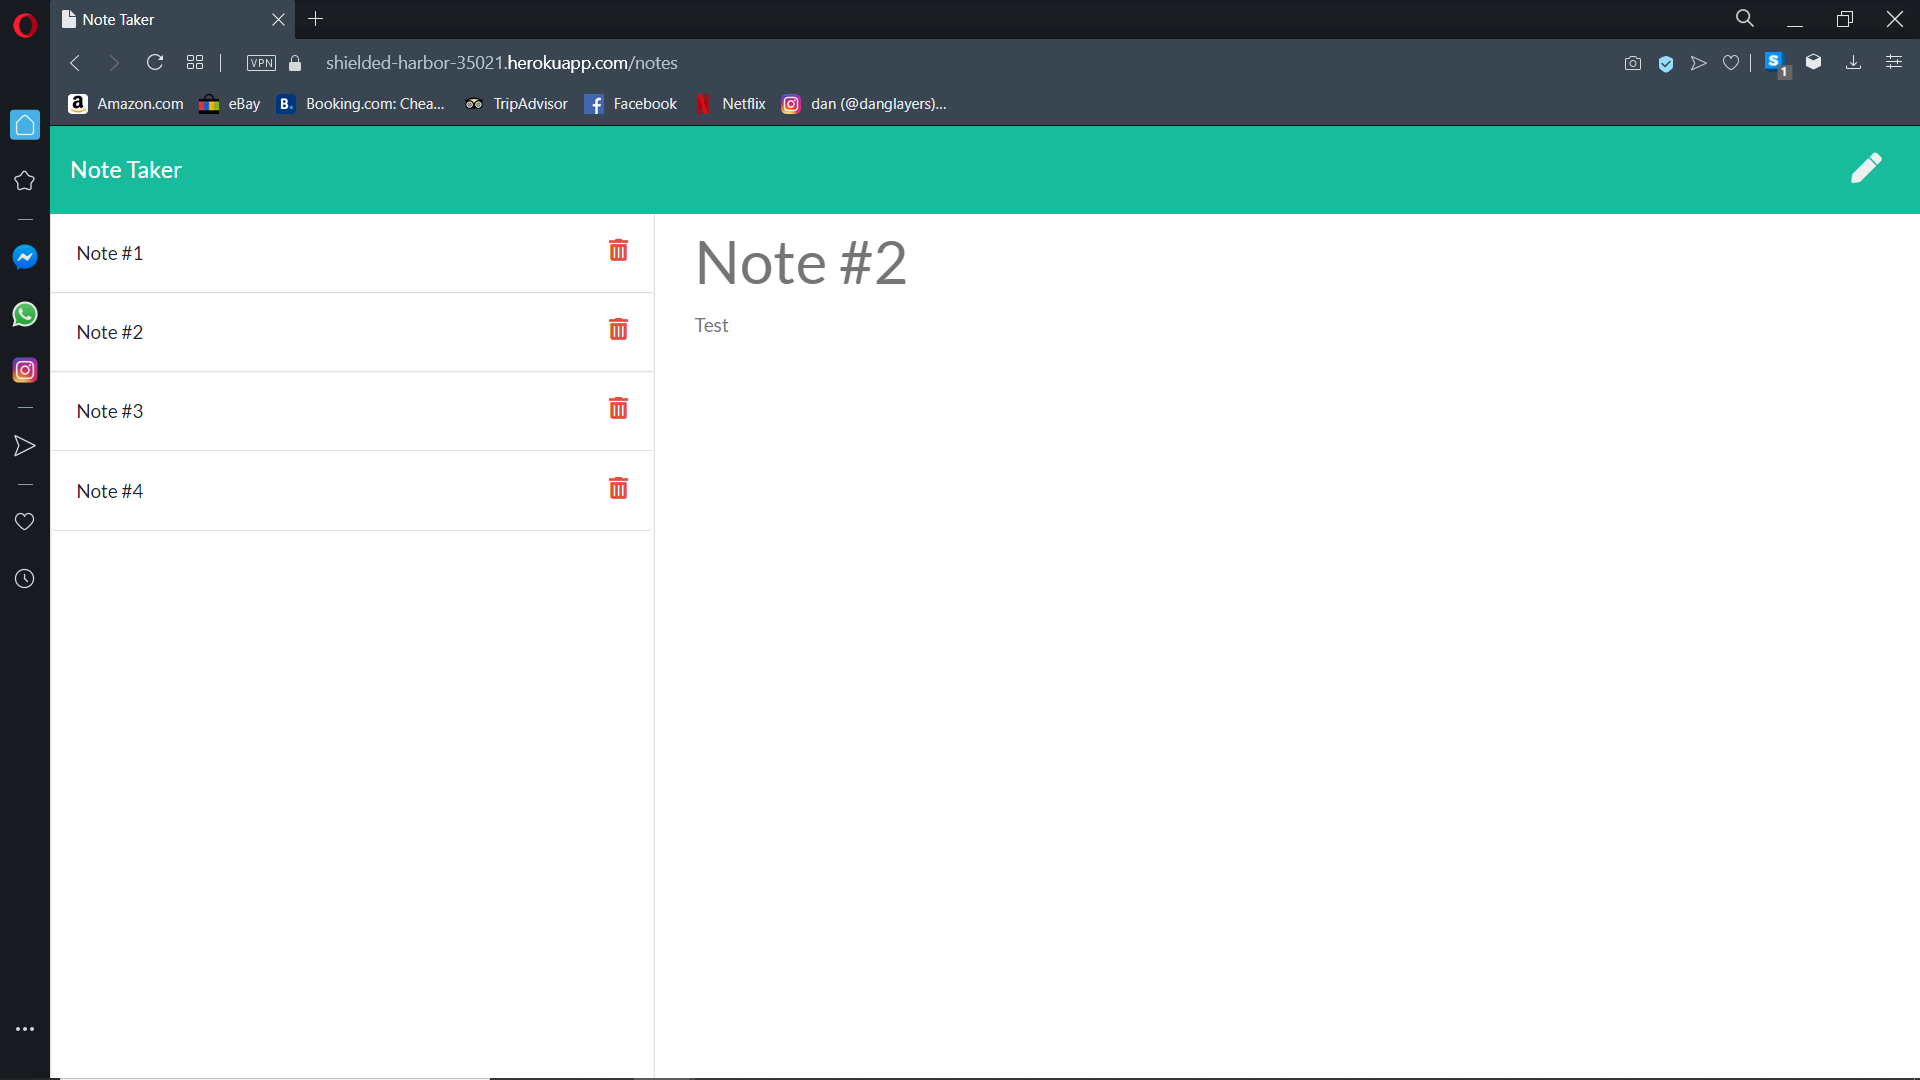 Note Taker
VPN
shielded-harbor-35021.herokuapp.com/notes
1
Amazon.com eBay Booking.com: Chea... TripAdvisor Facebook Netflix dan (@danglayers)...
Note Taker
Note #1
Note #2
Note #3
Note #4
Note #2
Test